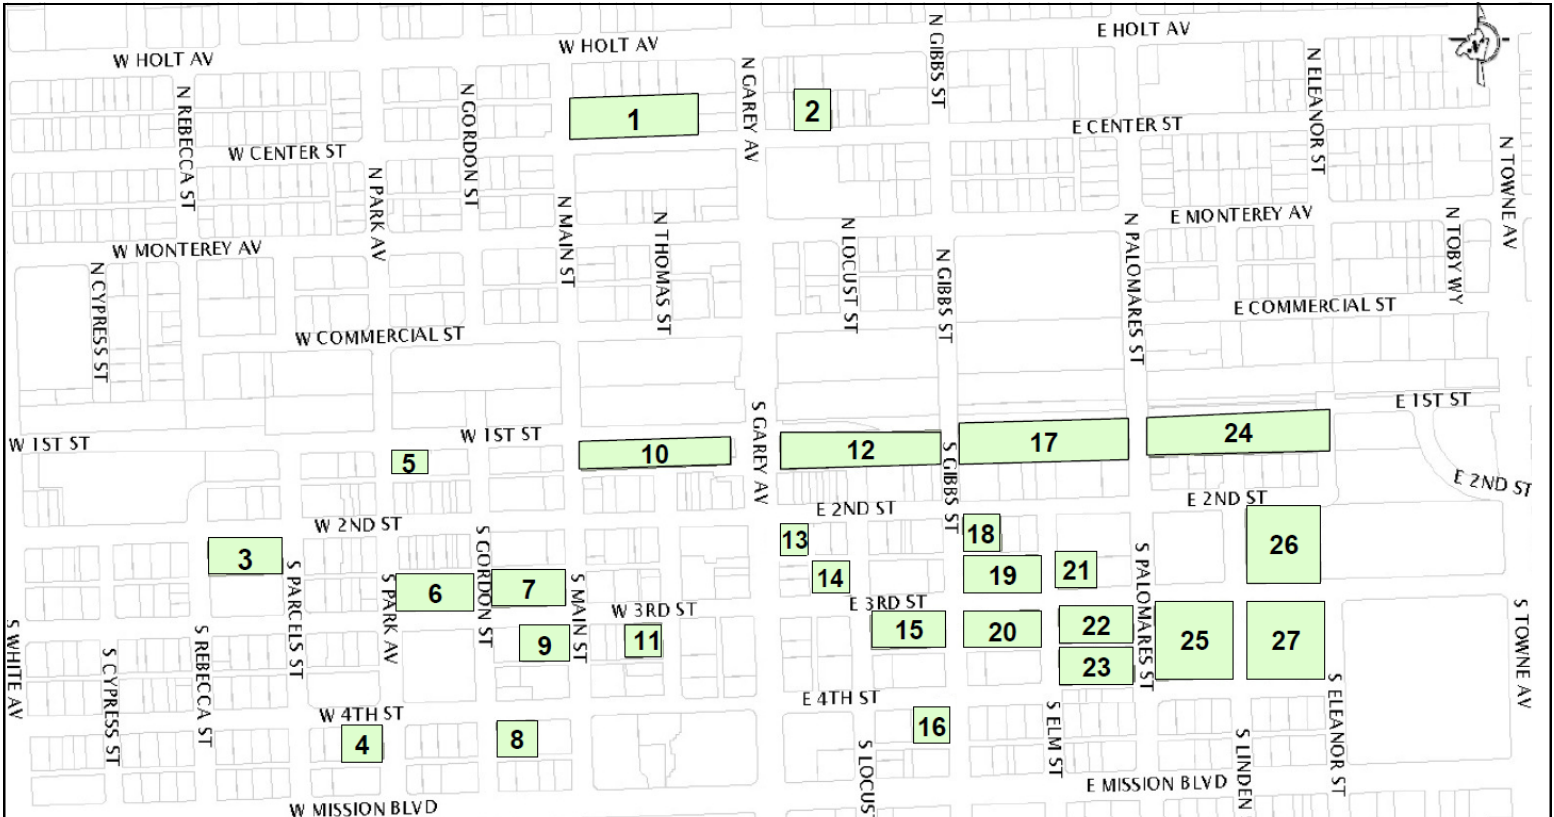 W HOLT AV
W HOLT AV
E HOLT AV
N GIBBS ST
N REBECCA ST
N GORDON ST
1
N GAREY AV
2
N ELEANOR ST
E CENTER ST
W CENTER ST
N TOWNE AV
N PARK AV
N MAIN ST
N THOMAS ST
N LOCUST ST
N PALOMARES ST
E MONTEREY AV
N TOBY WY
W MONTEREY AV
N CYPRESS ST
N GIBBS ST
E COMMERCIAL ST
W COMMERCIAL ST
E 1ST ST
W 1ST ST
W 1ST ST
S GAREY AV
5
10
12
S GIBBS ST
17
24
E 2ND ST
E 2ND ST
E 2ND ST
W 2ND ST
3
S PARCELS ST
S PARK AV
6
S GORDON ST
7
S MAIN ST
13
14
18
19
21
S PALOMARES ST
26
W 3RD ST
E 3RD ST
9
11
15
20
22
23
25
27
S WHITE AV
S CYPRESS ST
S REBECCA ST
S TOWNE AV
S ELEANOR ST
W 4TH ST
E 4TH ST
4
8
16
S LOCUS
S ELM ST
S LINDEN
W MISSION BLVD
E MISSION BLVD